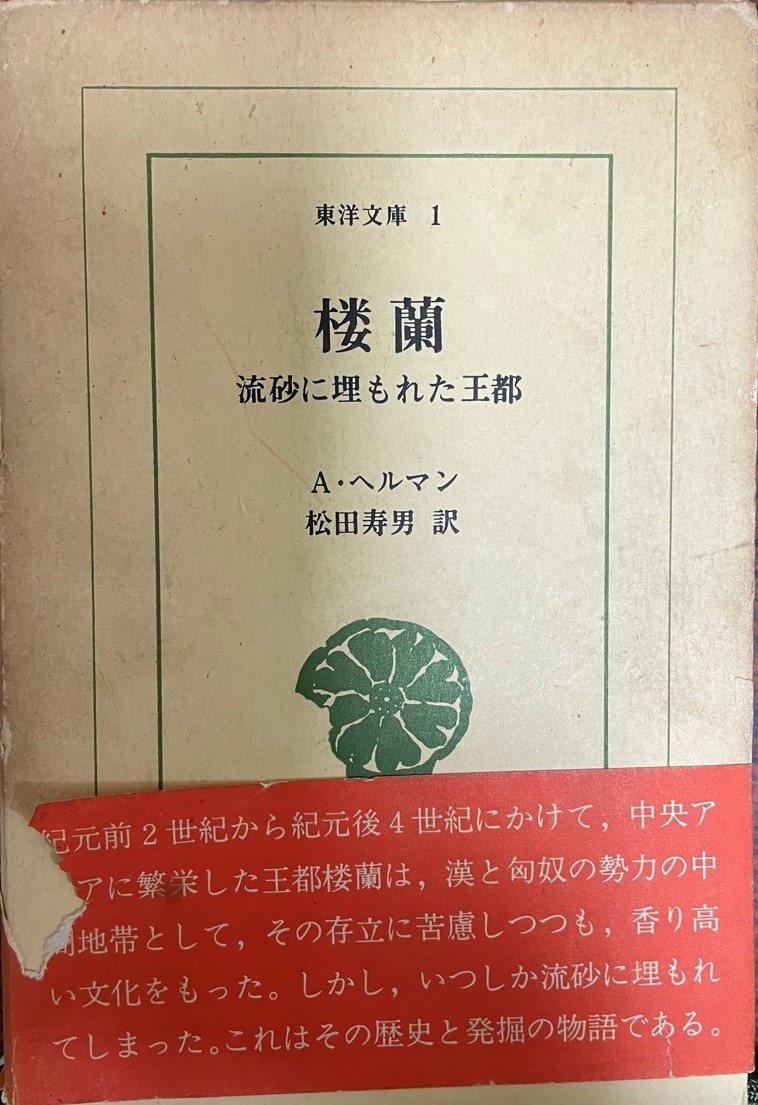 東洋文庫 1
楼蘭
流砂に埋もれた王都
A・ヘルマン
松田寿男 訳
紀元前2世紀から紀元後4世紀にかけて，中央ア
アに繁栄した王都楼蘭は，漢と匈奴の勢力の中
間地帯として，その存立に苦慮しつつも，香り高
い文化をもった。しかし，いつしか流砂に埋もれ
てしまった。これはその歴史と発掘の物語である。